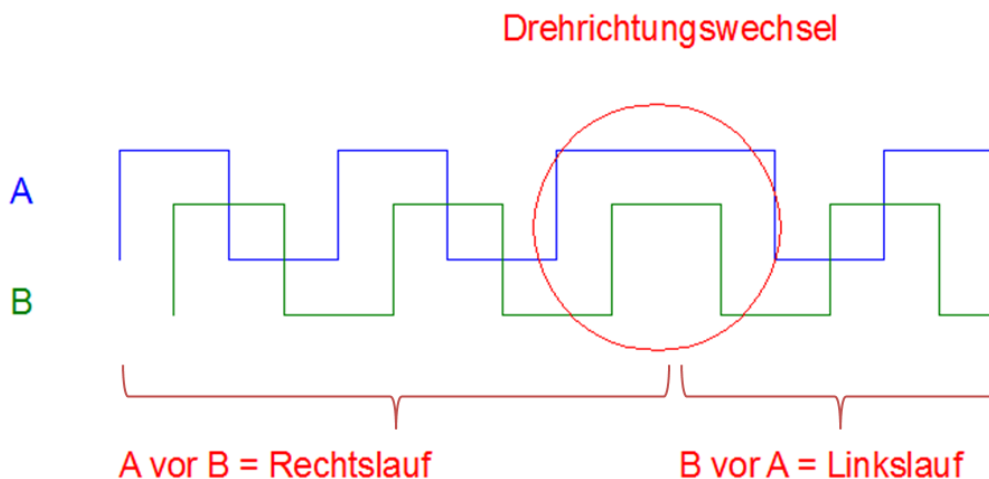 Drehrichtungswechsel
A
B
A vor B = Rechtslauf
B vor A = Linkslauf